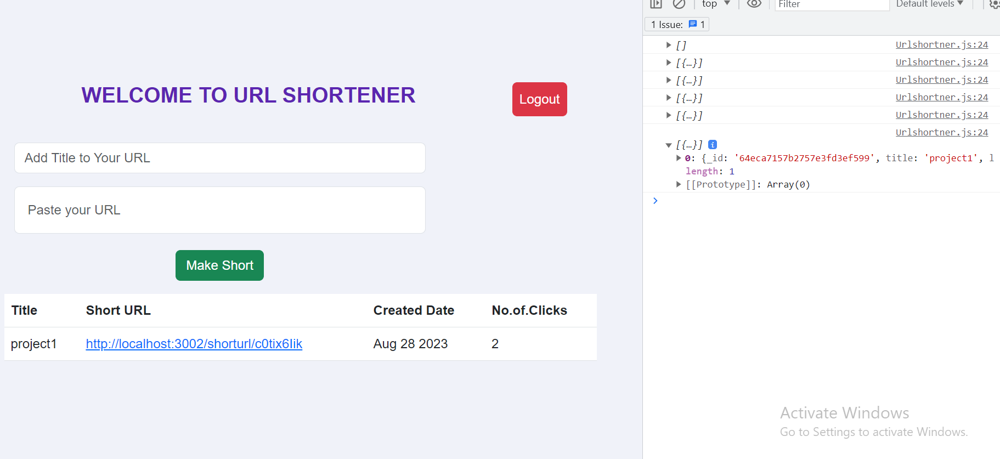 WELCOME TO URL SHORTENER
Logout
Add Title to Your URL
Paste your URL
Make Short
Title Short URL Created Date No.of.Clicks
project1 http://localhost:3002/shorturl/c0tix6Iik Aug 28 2023 2
top Filter Default levels
1 Issue: 1
[] Urlshortner.js:24
[{…}] Urlshortner.js:24
[{…}] Urlshortner.js:24
[{…}] Urlshortner.js:24
[{…}] Urlshortner.js:24
Urlshortner.js:24
[{…}] i
0: {_id: '64eca7157b2757e3fd3ef599', title: 'project1', l
length: 1
[[Prototype]]: Array(0)
Activate Windows
Go to Settings to activate Windows.